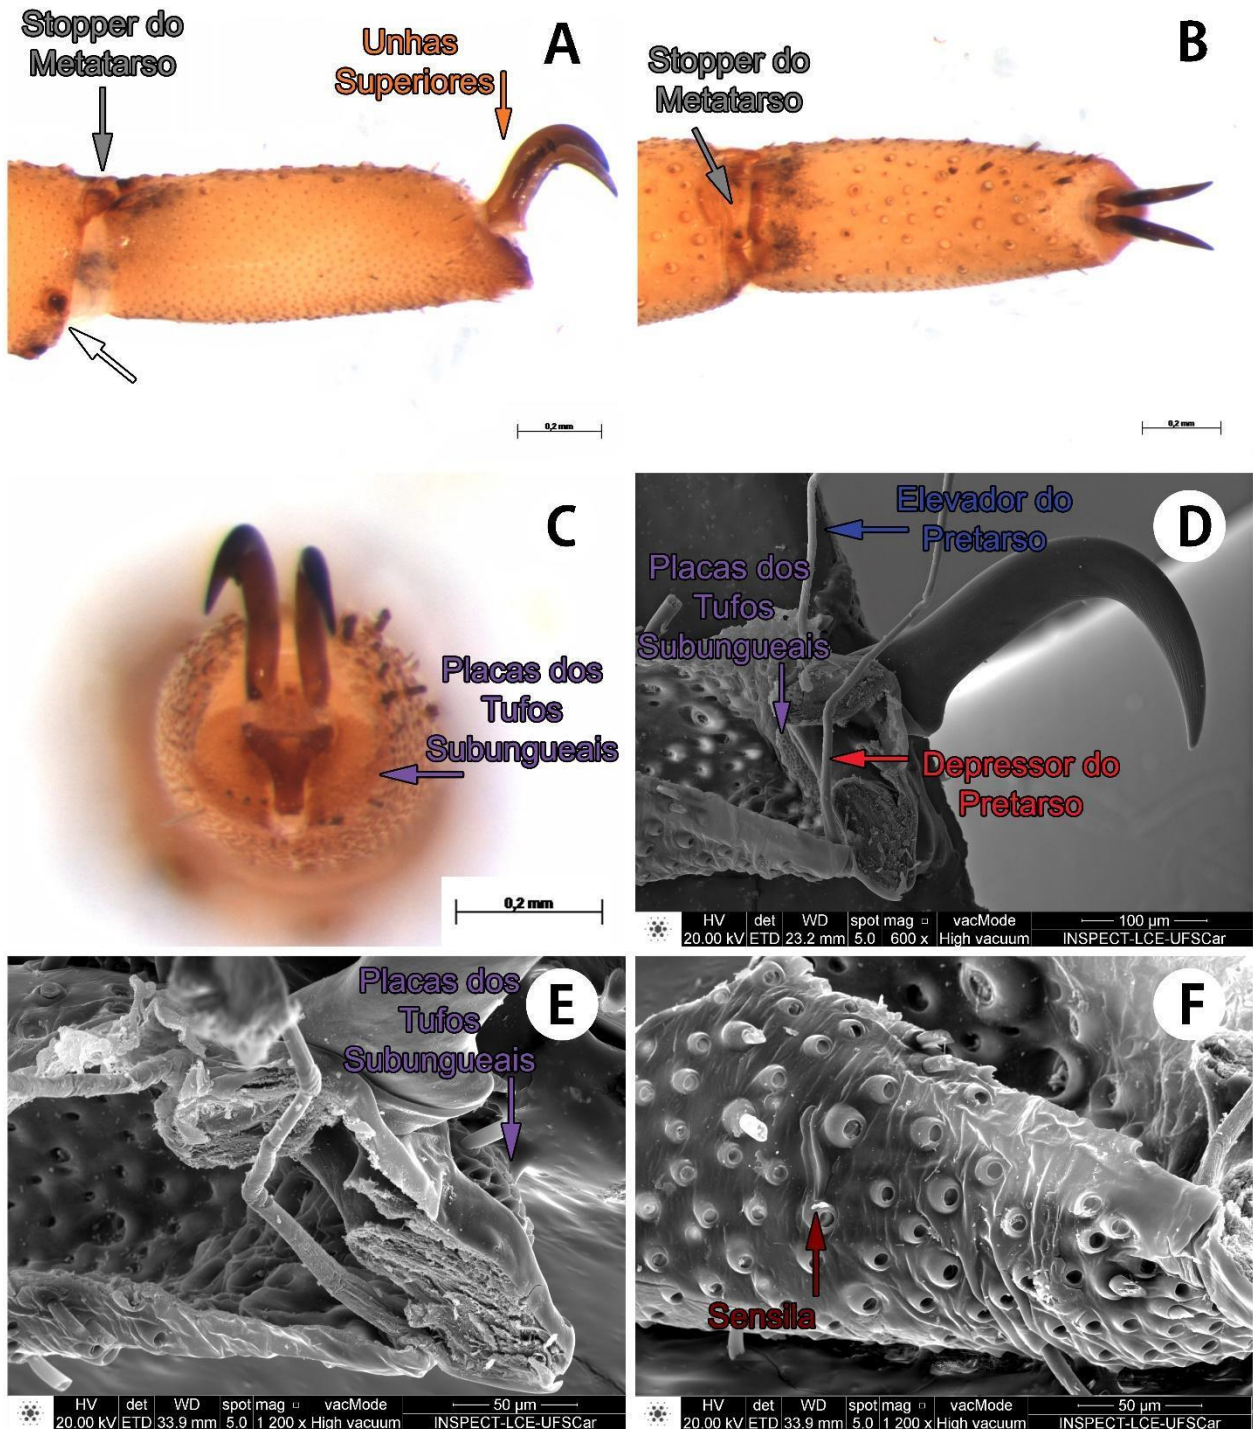 Stopper do
Metatarso
Unhas
Superiores
A
0,2 mm
Stopper do
Metatarso
B
0,2 mm
C
Placas dos
Tufos
Subungueais
0,2 mm
Elevador do
Pretarso
D
Placas dos
Tufos
Subungueais
Depressor do
Pretarso
HV det WD spot mag □ vacMode 100 µm
20.00 kV ETD 23.2 mm 5.0 600 x High vacuum INSPECT-LCE-UFSCar
Placas dos
Tufos
Subungueais
E
HV det WD spot mag □ vacMode 50 µm
20.00 kV ETD 33.9 mm 5.0 1 200 x High vacuum INSPECT-LCE-UFSCar
F
Sensila
HV det WD spot mag □ vacMode 50 µm
20.00 kV ETD 33.9 mm 5.0 1 200 x High vacuum INSPECT-LCE-UFSCar